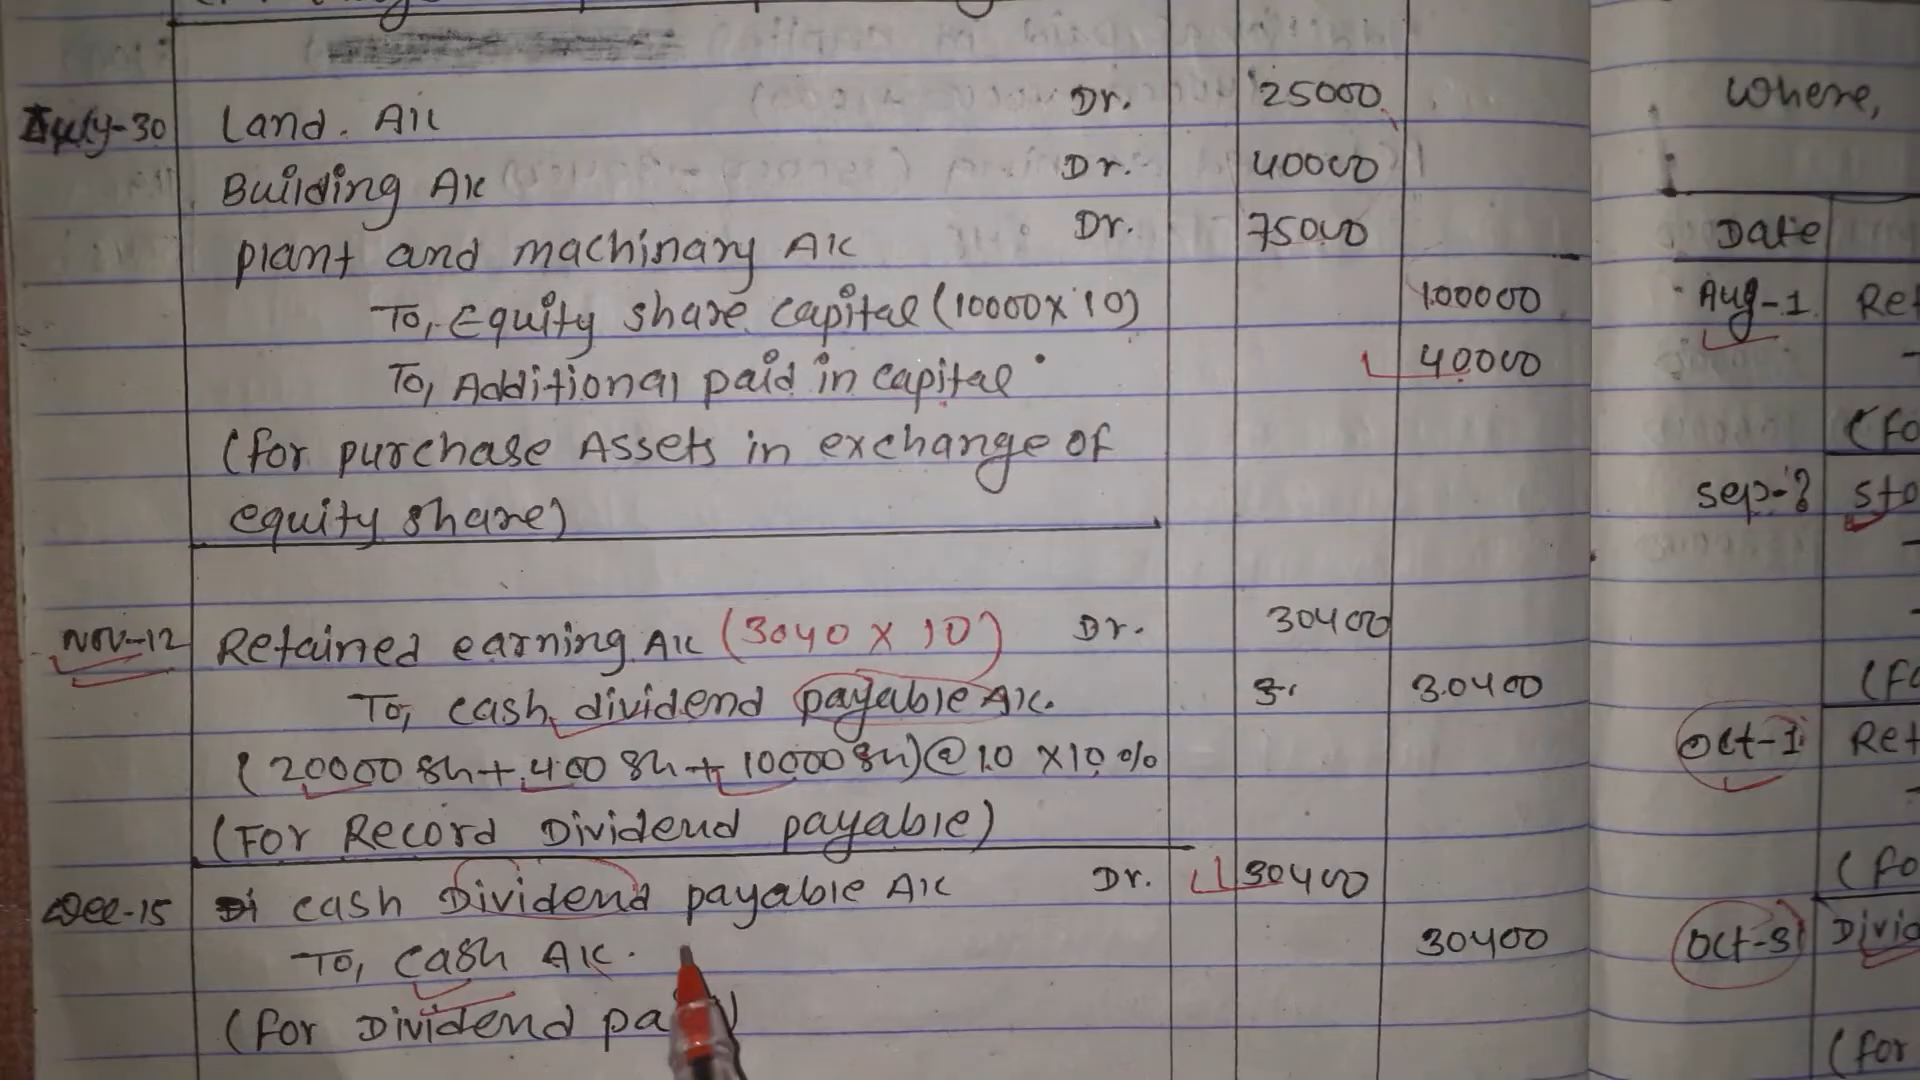 July-30 Land. A/c Dr. 25000
Building A/c Dr. 40000
plant and machinary A/c Dr. 75000
To, Equity share capital (10000 x 10) 100000
To, Additional paid in capital 40000
(for purchase Assets in exchange of
equity share)
Nov-12 Retained earning A/c (3040 x 10) Dr. 30400
To, cash dividend payable A/c. 30400
(20000 sh + 400 sh + 10000 sh) @ 10 x 10%
(For Record Dividend payable)
Dec-15 cash Dividend payable A/c Dr. 30400
To, cash A/c. 30400
(for Dividend pa
Where,
Date
Aug-1 Ret
(fo
Sep- sto
(fo
Oct-1 Ret
(fo
Oct-3 Divid
(for